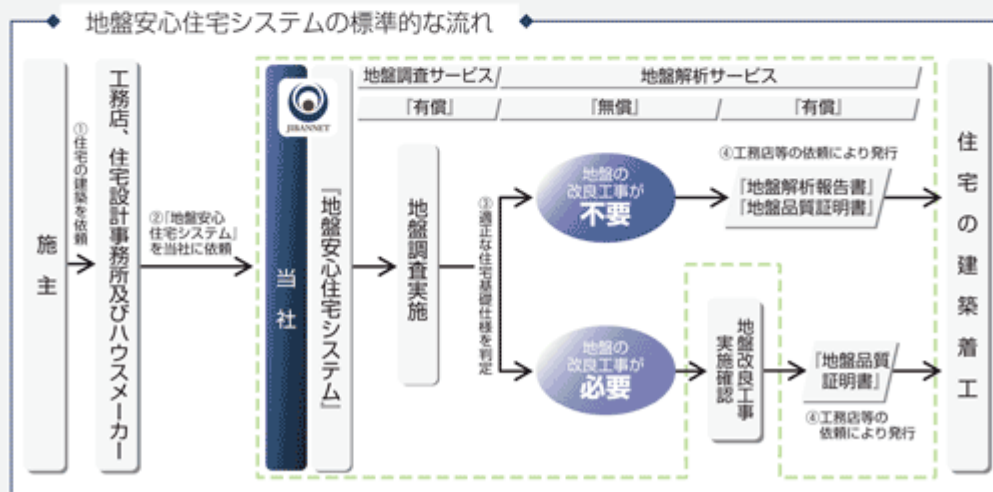 地盤安心住宅システムの標準的な流れ
施主
①住宅の建築を依頼
工務店、住宅設計事務所及びハウスメーカー
②『地盤安心
住宅システム』
を当社に依頼
JIBANNET
当社
『地盤安心住宅システム』
地盤調査サービス
『有償』
地盤調査実施
③適正な住宅基礎仕様を判定
地盤解析サービス
『無償』
『有償』
地盤の
改良工事が
不要
④工務店等の依頼により発行
『地盤解析報告書』
『地盤品質証明書』
地盤の
改良工事が
必要
地盤改良工事
実施確認
『地盤品質
証明書』
④工務店等の
依頼により発行
住宅の建築着工